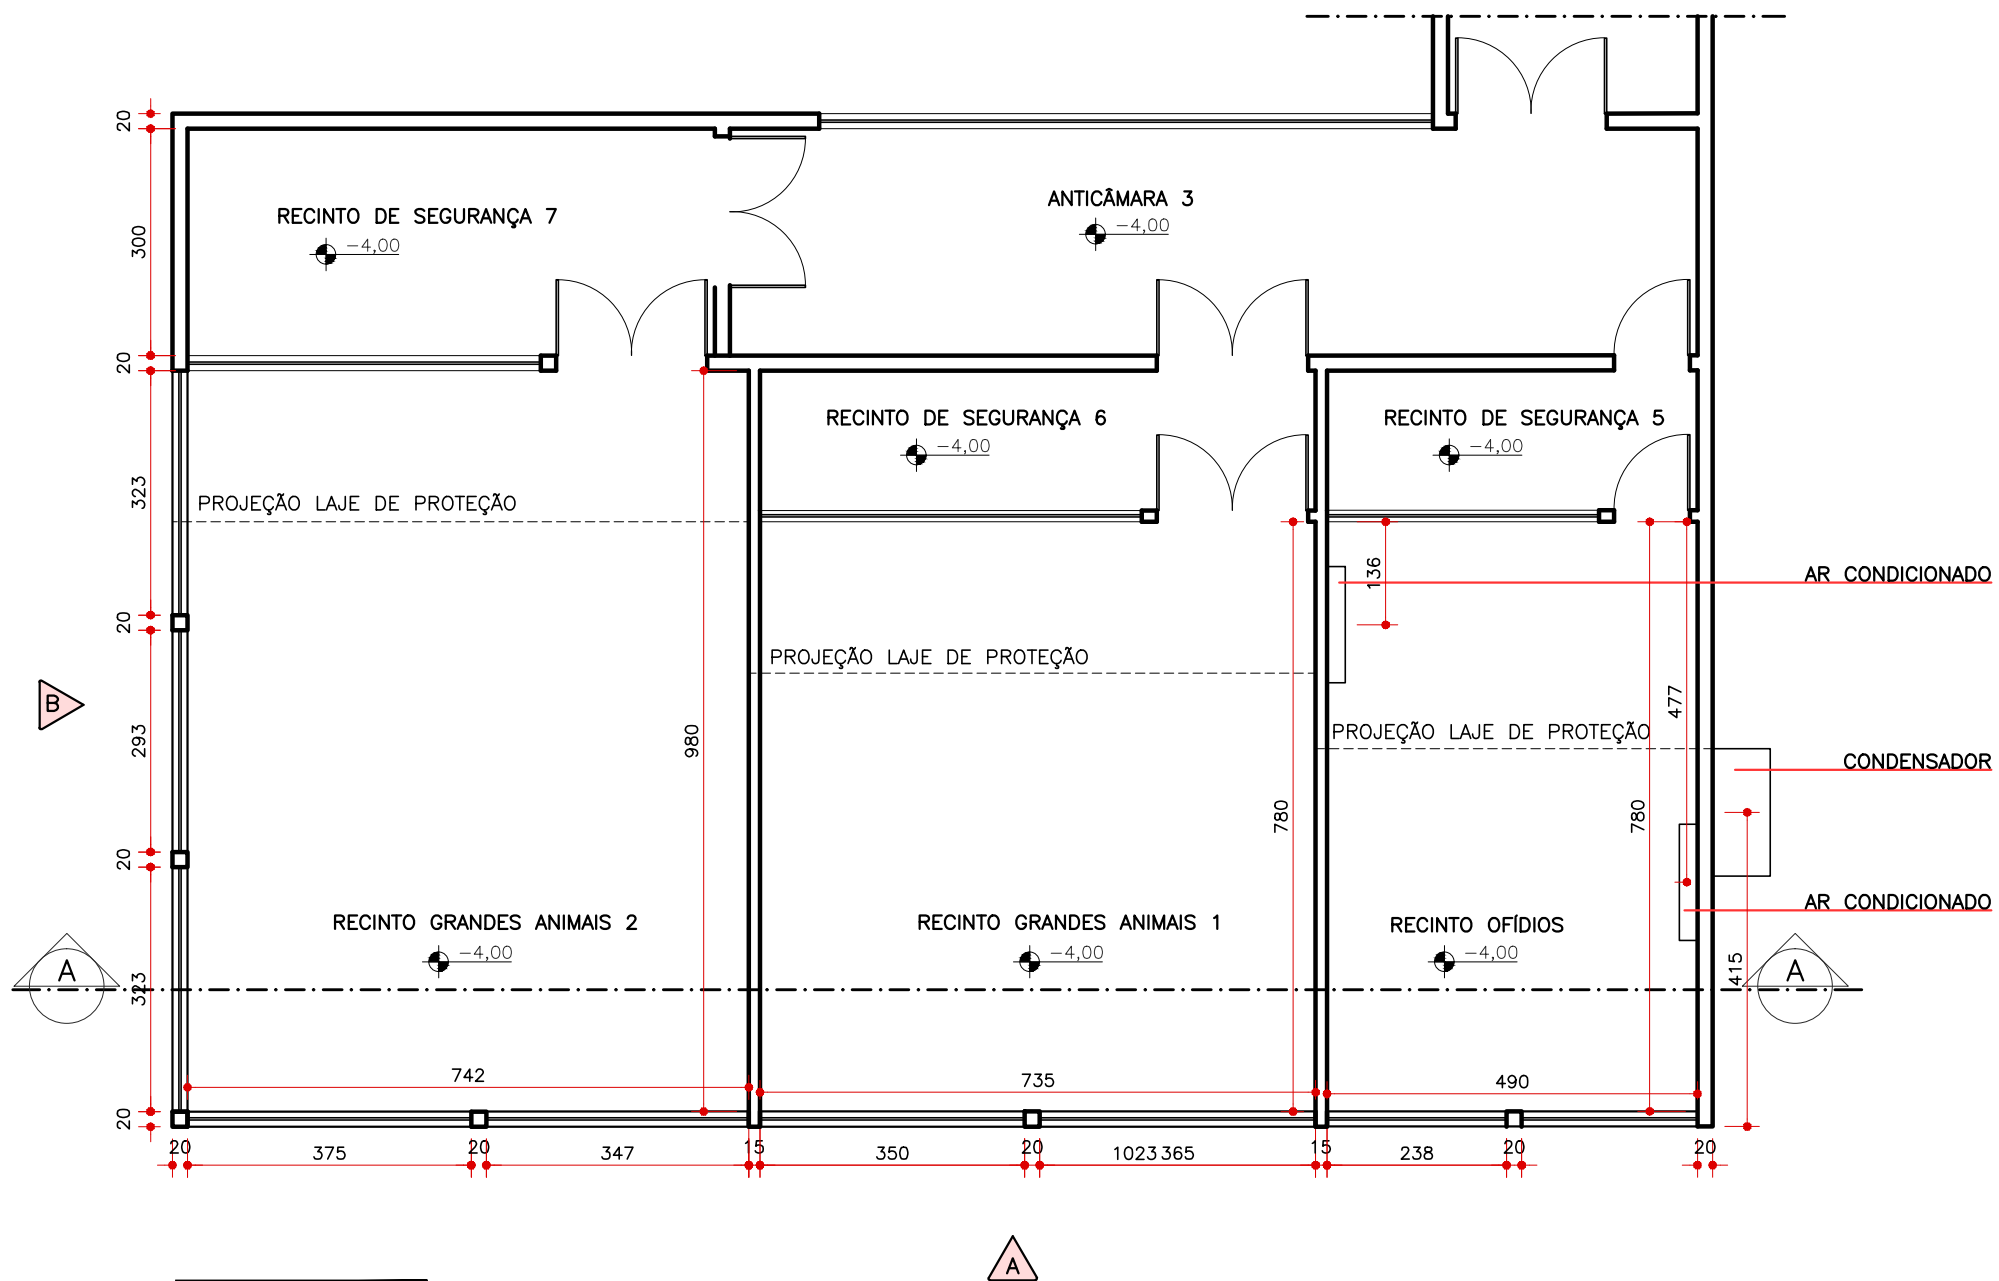 20
ANTICÂMARA 3
RECINTO DE SEGURANÇA 7
-4,00
-4,00
300
20
RECINTO DE SEGURANÇA 6
RECINTO DE SEGURANÇA 5
-4,00
-4,00
323
PROJEÇÃO LAJE DE PROTEÇÃO
136
AR CONDICIONADO
20
PROJEÇÃO LAJE DE PROTEÇÃO
B
477
293
980
PROJEÇÃO LAJE DE PROTEÇÃO
CONDENSADOR
780
780
20
AR CONDICIONADO
RECINTO GRANDES ANIMAIS 2
RECINTO GRANDES ANIMAIS 1
RECINTO OFÍDIOS
-4,00
-4,00
-4,00
A
415
A
323
742
735
490
20
20 375 20 347 15 350 20 1023 365 15 238 20 20
A